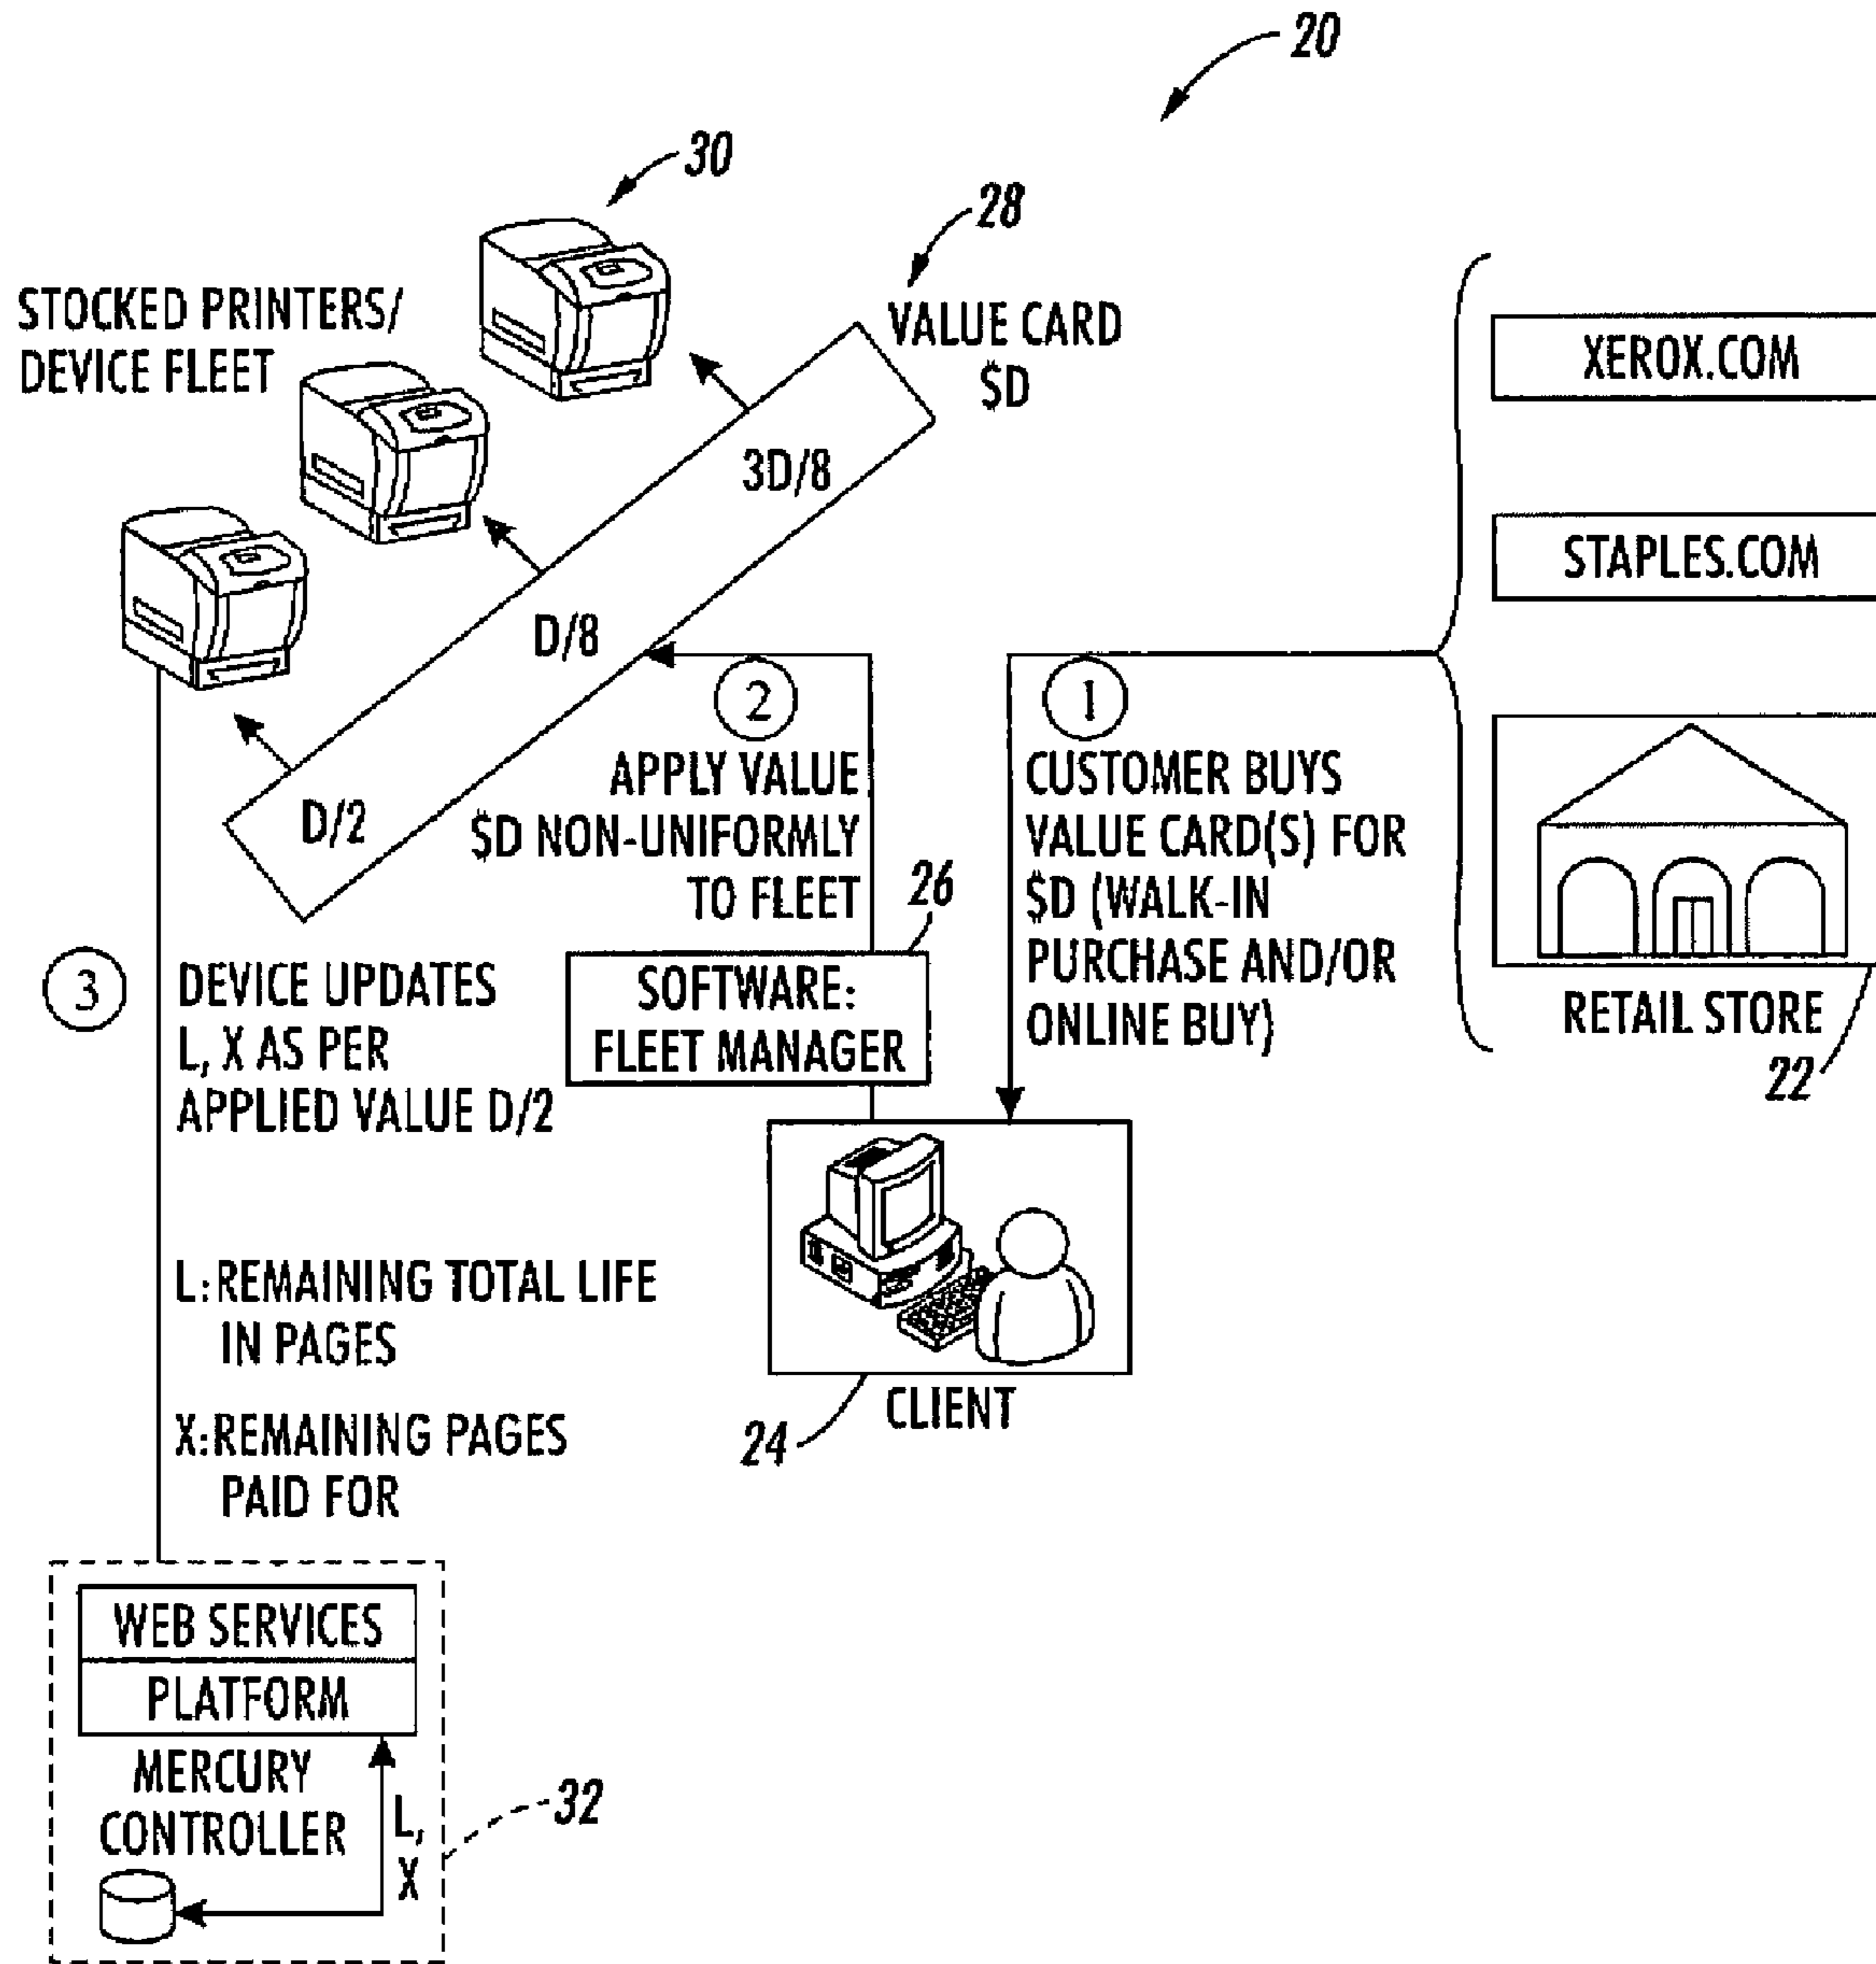 20
30
28
STOCKED PRINTERS/
DEVICE FLEET
VALUE CARD
$D
XEROX.COM
3D/8
STAPLES.COM
D/8
D/2
2
APPLY VALUE
$D NON-UNIFORMLY
TO FLEET
1
CUSTOMER BUYS
VALUE CARD(S) FOR
$D (WALK-IN
PURCHASE AND/OR
ONLINE BUY)
26
SOFTWARE:
FLEET MANAGER
RETAIL STORE
22
3
DEVICE UPDATES
L, X AS PER
APPLIED VALUE D/2
L: REMAINING TOTAL LIFE
IN PAGES
X: REMAINING PAGES
PAID FOR
CLIENT
24
WEB SERVICES
PLATFORM
MERCURY
CONTROLLER
L,
X
32